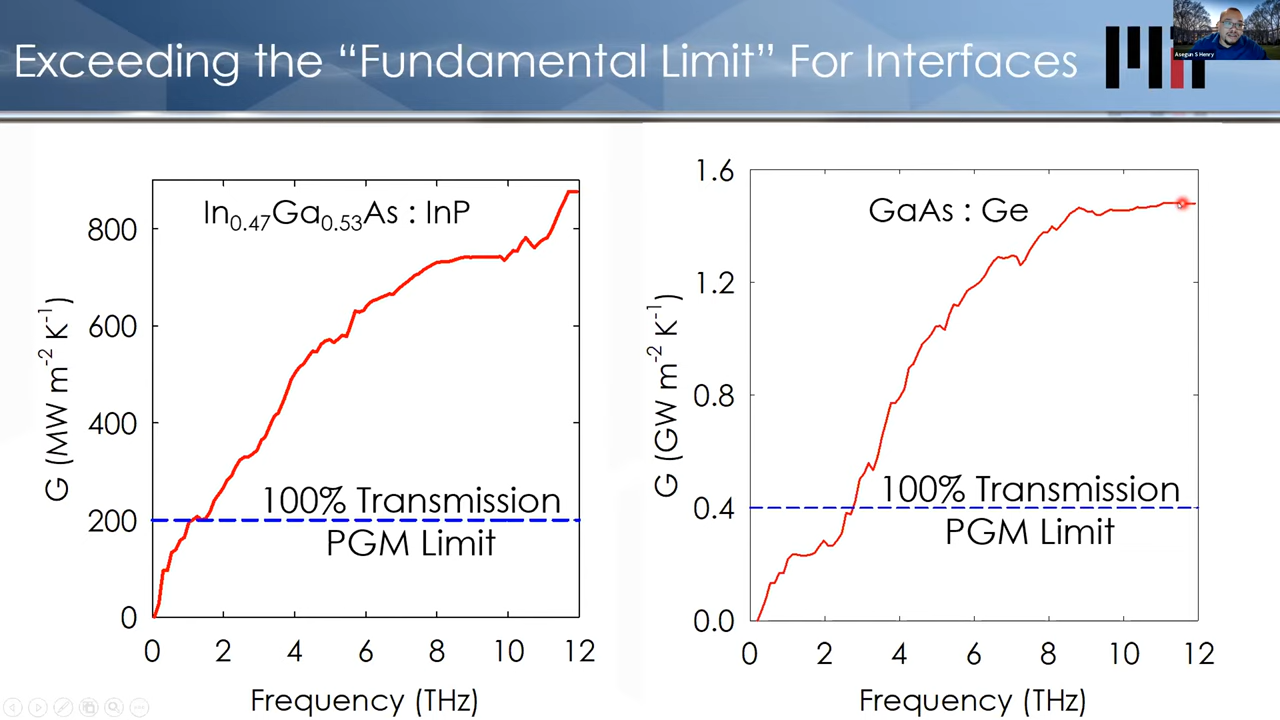 Exceeding the “Fundamental Limit” For Interfaces
Asegun S Henry
In0.47Ga0.53As : InP
800
600
400
200
0
G (MW m-2 K-1)
100% Transmission
PGM Limit
0 2 4 6 8 10 12
Frequency (THz)
GaAs : Ge
1.6
1.2
0.8
0.4
0.0
G (GW m-2 K-1)
100% Transmission
PGM Limit
0 2 4 6 8 10 12
Frequency (THz)